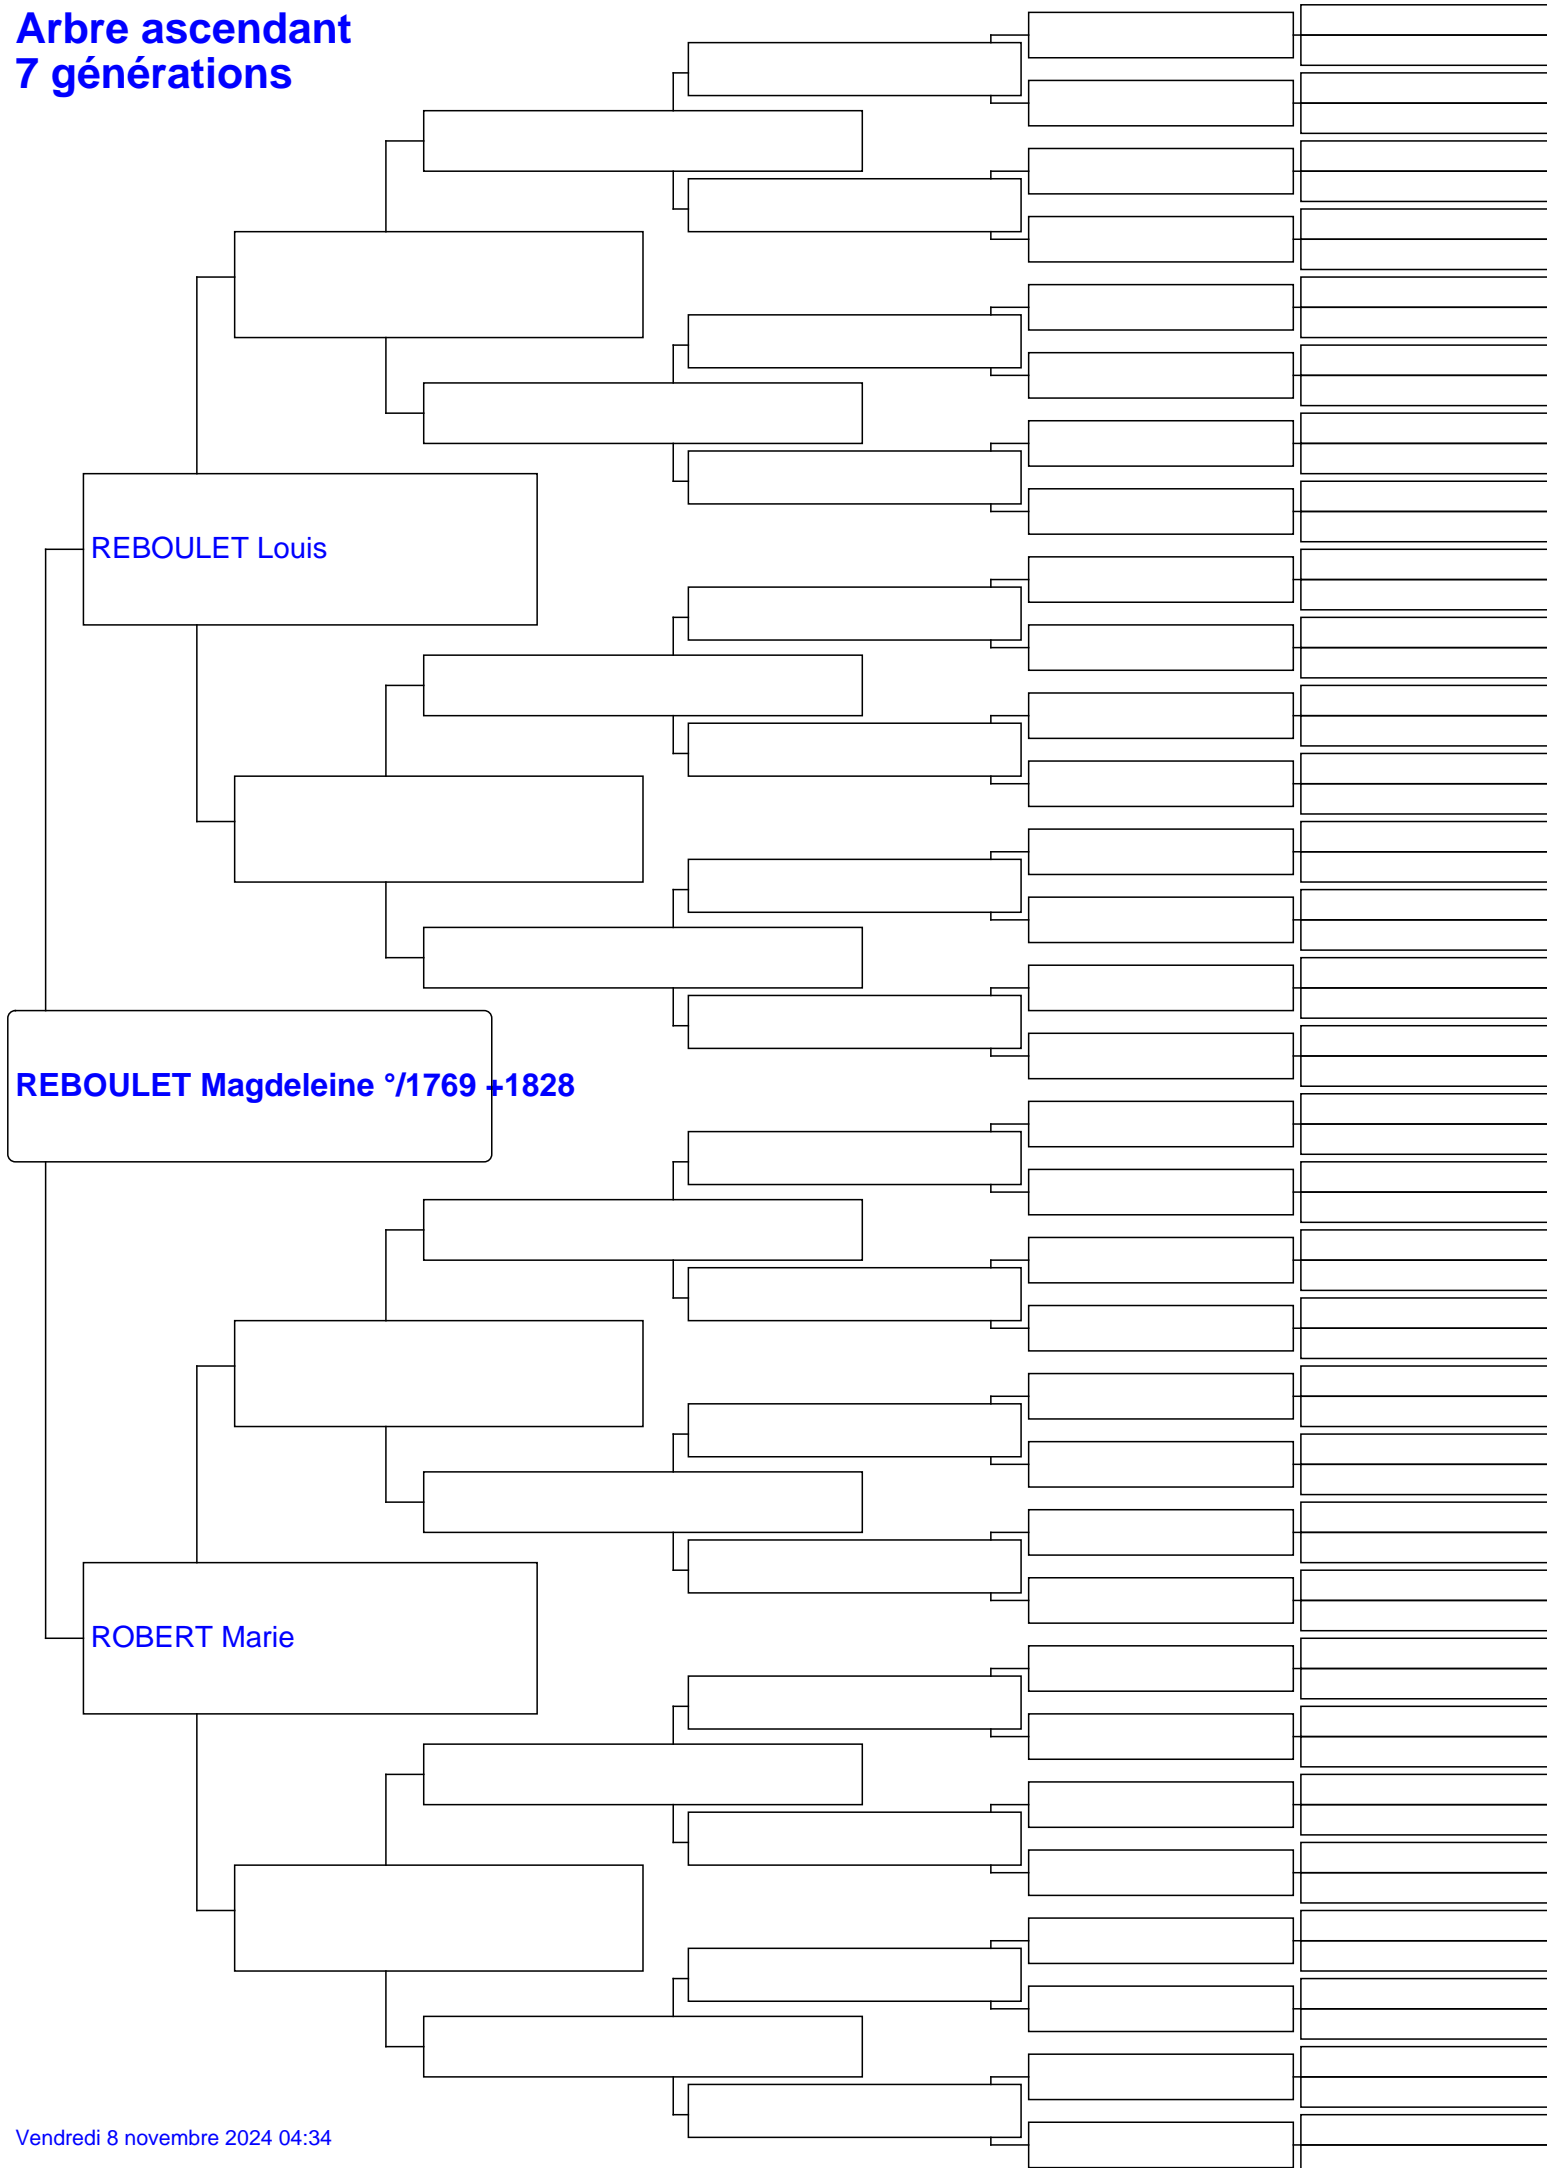 Arbre ascendant
7 générations
REBOULET Louis
REBOULET Magdeleine °/1769 +1828
ROBERT Marie
Vendredi 8 novembre 2024 04:34